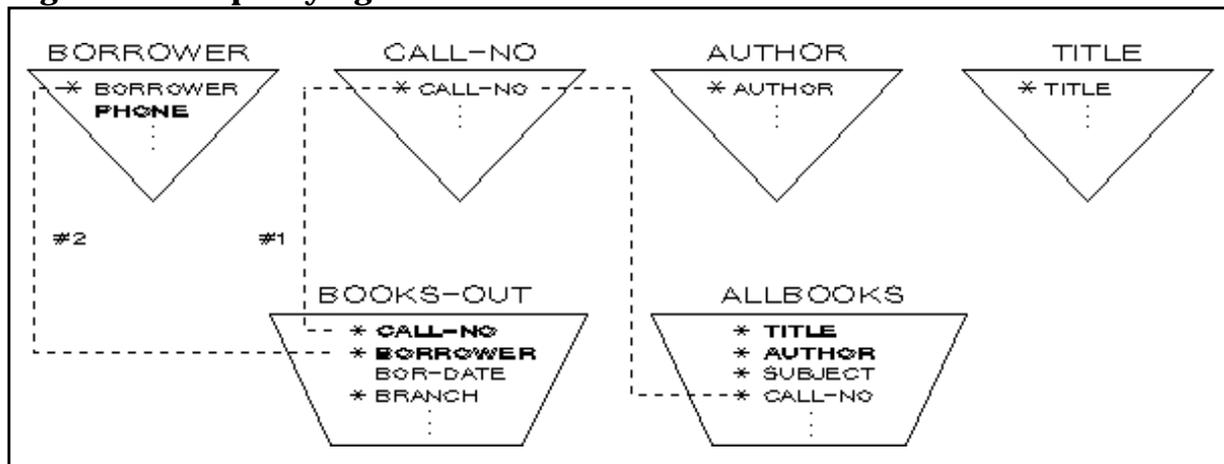 BORROWER CALL-NO AUTHOR TITLE
* BORROWER * CALL-NO * AUTHOR * TITLE
PHONE
#2 #1
BOOKS-OUT ALLBOOKS
* CALL-NO * TITLE
* BORROWER * AUTHOR
BOR-DATE * SUBJECT
* BRANCH * CALL-NO